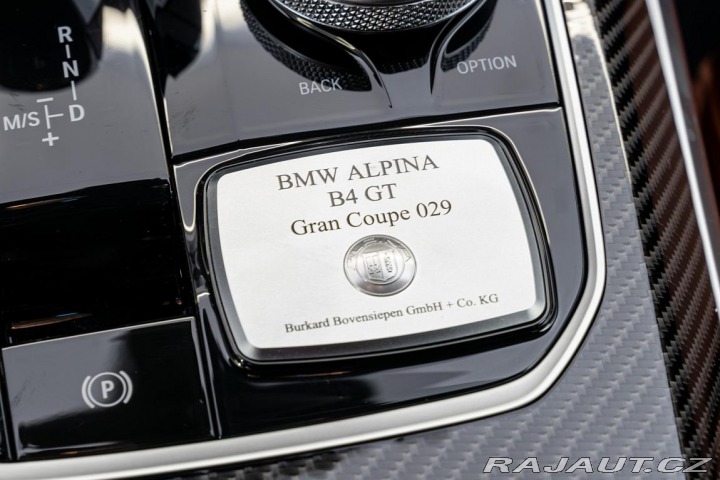 R
N
D
M/S
+
BACK
OPTION
BMW ALPINA
B4 GT
Gran Coupe 029
Burkard Bovensiepen GmbH + Co. KG
P
RAJAUT.CZ